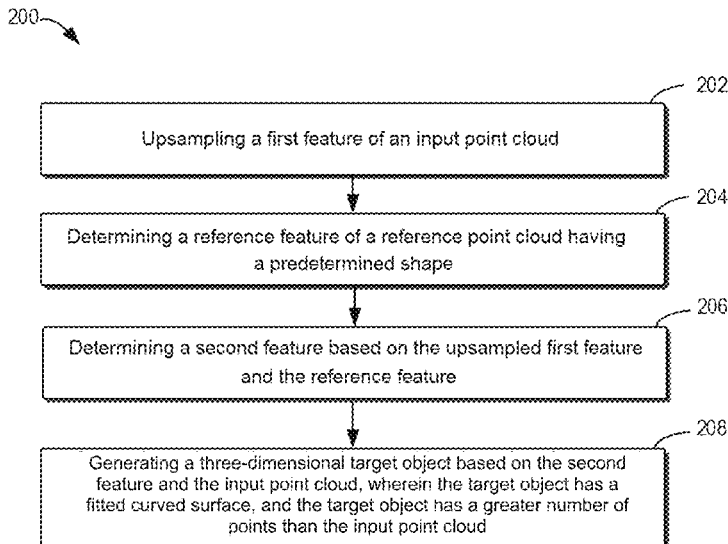 200
202
Upsampling a first feature of an input point cloud
204
Determining a reference feature of a reference point cloud having
a predetermined shape
206
Determining a second feature based on the upsampled first feature
and the reference feature
208
Generating a three-dimensional target object based on the second
feature and the input point cloud, wherein the target object has a
fitted curved surface, and the target object has a greater number of
points than the input point cloud